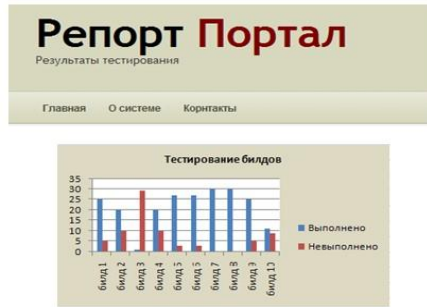 Репорт Портал
Результаты тестирования
Главная О системе Корнтакты
Тестирование билдов
35
30
25
20
15
10
5
0
Выполнено
Невыполнено
билд 1 билд 2 билд 3 билд 4 билд 5 билд 6 билд 7 билд 8 билд 9 билд 10